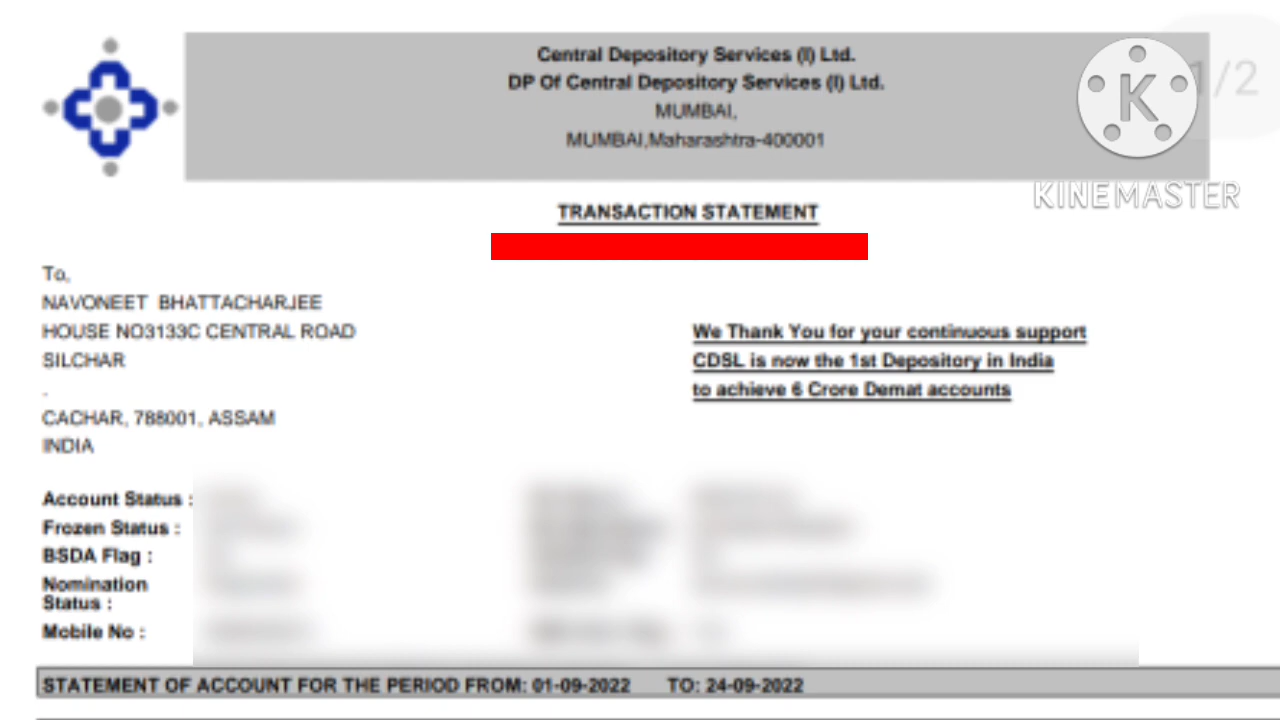 Central Depository Services (I) Ltd.
DP Of Central Depository Services (I) Ltd.
MUMBAI,
MUMBAI,Maharashtra-400001
K
1/2
KINEMASTER
TRANSACTION STATEMENT
To,
NAVONEET BHATTACHARJEE
HOUSE NO3133C CENTRAL ROAD
SILCHAR
.
CACHAR, 788001, ASSAM
INDIA
We Thank You for your continuous support
CDSL is now the 1st Depository in India
to achieve 6 Crore Demat accounts
Account Status :
Frozen Status :
BSDA Flag :
Nomination
Status :
Mobile No :
STATEMENT OF ACCOUNT FOR THE PERIOD FROM: 01-09-2022 TO: 24-09-2022